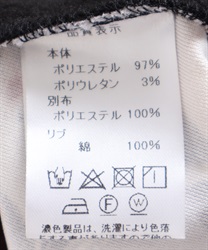 品質表示
本体
ポリエステル 97%
ポリウレタン 3%
別布
ポリエステル 100%
リブ
綿 100%
F W
濃色製品は、洗濯により色落